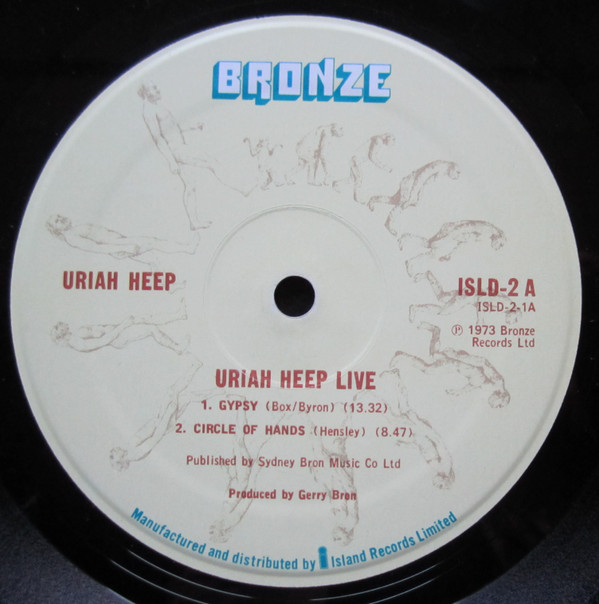 BRONZE
URIAH HEEP
ISLD-2 A
ISLD-2-1A
℗ 1973 Bronze
Records Ltd
URIAH HEEP LIVE
1. GYPSY (Box/Byron) (13.32)
2. CIRCLE OF HANDS (Hensley) (8.47)
Published by Sydney Bron Music Co Ltd
Produced by Gerry Bron
Manufactured and distributed by Island Records Limited